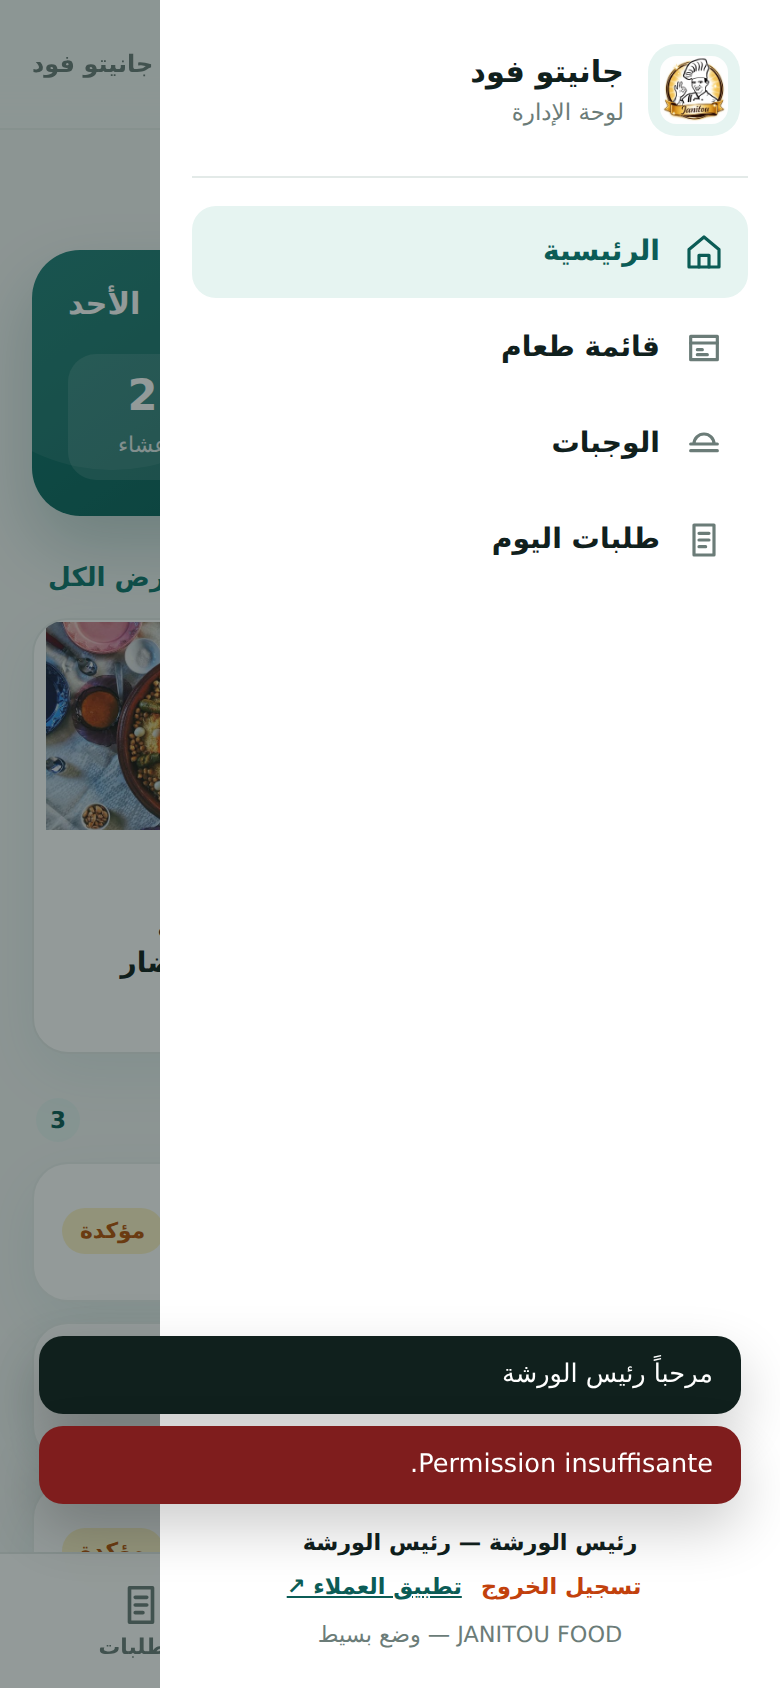 جانيتو فود
جانيتو فود
لوحة الإدارة
Janitou
الرئيسية
قائمة طعام
الوجبات
طلبات اليوم
الأحد
2
3
مؤكدة
مرحباً رئيس الورشة
Permission insuffisante.
رئيس الورشة — رئيس الورشة
تسجيل الخروج تطبيق العملاء ↗
JANITOU FOOD — وضع بسيط